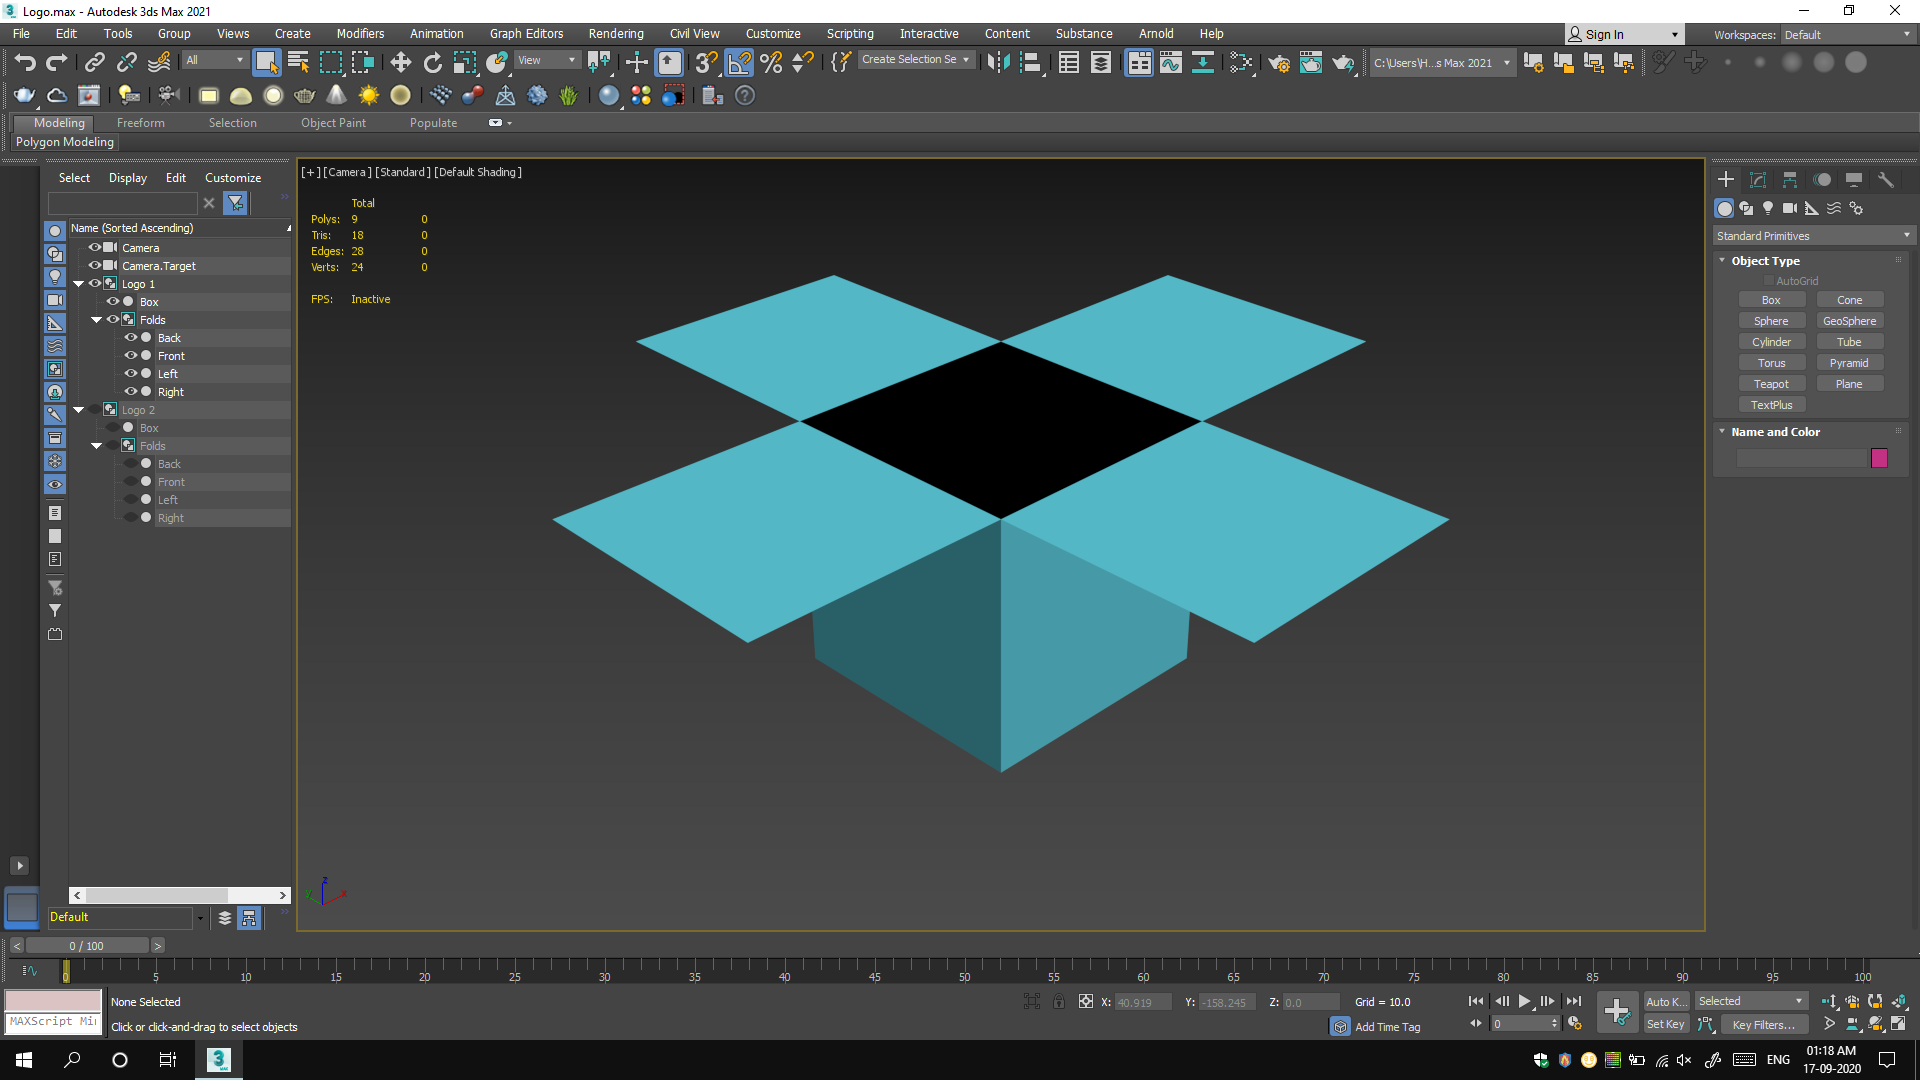 Logo.max - Autodesk 3ds Max 2021
File Edit Tools Group Views Create Modifiers Animation Graph Editors Rendering Civil View Customize Scripting Interactive Content Substance Arnold Help Sign In Workspaces: Default
All View Create Selection Se C:\Users\H...s Max 2021
Modeling Freeform Selection Object Paint Populate
Polygon Modeling
Select Display Edit Customize
Name (Sorted Ascending)
Camera
Camera.Target
Logo 1
Box
Folds
Back
Front
Left
Right
Logo 2
Box
Folds
Back
Front
Left
Right
Default
[+] [Camera] [Standard] [Default Shading]
Total
Polys: 9 0
Tris: 18 0
Edges: 28 0
Verts: 24 0
FPS: Inactive
z
Standard Primitives
Object Type
AutoGrid
Box Cone
Sphere GeoSphere
Cylinder Tube
Torus Pyramid
Teapot Plane
TextPlus
Name and Color
< 0 / 100 >
0 5 10 15 20 25 30 35 40 45 50 55 60 65 70 75 80 85 90 95 100
None Selected X: 40.919 Y: -158.245 Z: 0.0 Grid = 10.0 Auto K... Selected
MAXScript Mi
Click or click-and-drag to select objects Add Time Tag 0 Set Key Key Filters...
3 MAX ENG 01:18 AM
17-09-2020